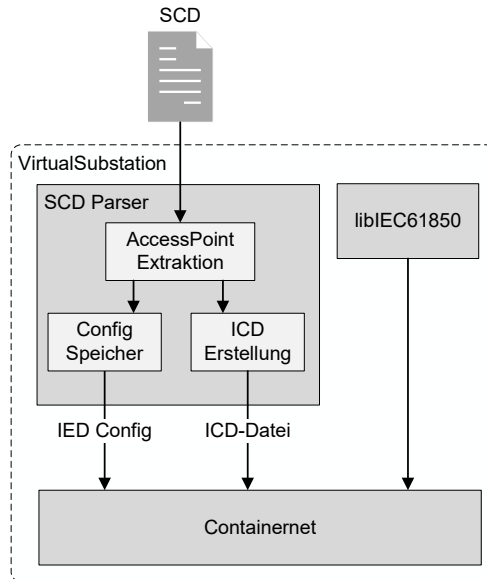 SCD
VirtualSubstation
SCD Parser
AccessPoint
Extraktion
libIEC61850
Config
Speicher
ICD
Erstellung
IED Config
ICD-Datei
Containernet